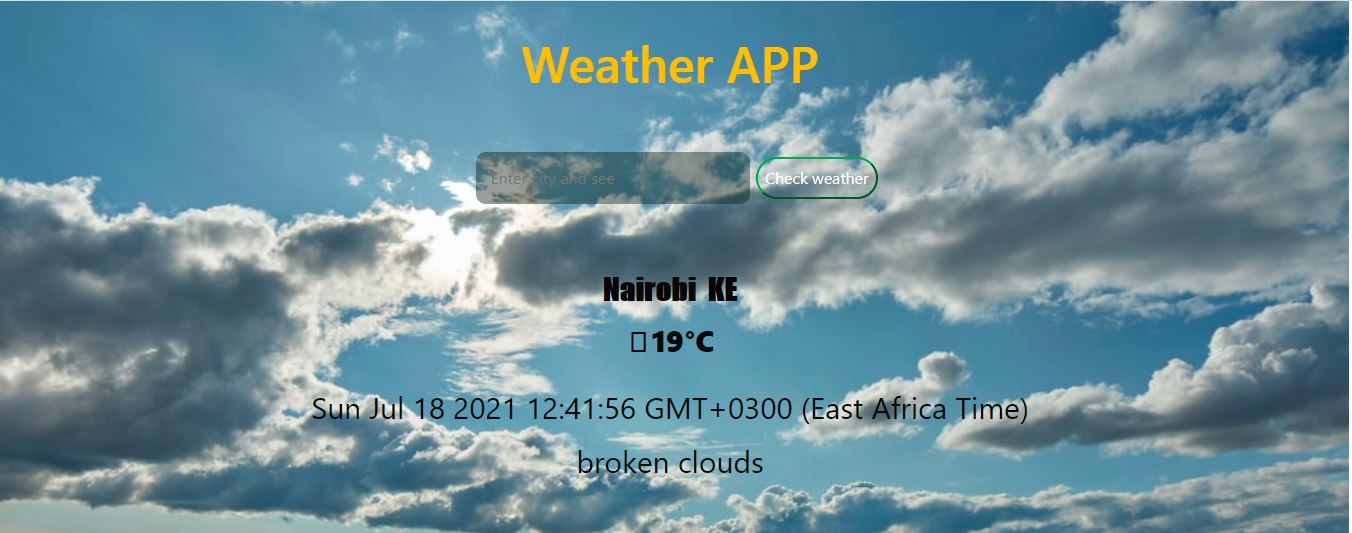 Weather APP
Enter city and see
Check weather
Nairobi KE
19°C
Sun Jul 18 2021 12:41:56 GMT+0300 (East Africa Time)
broken clouds